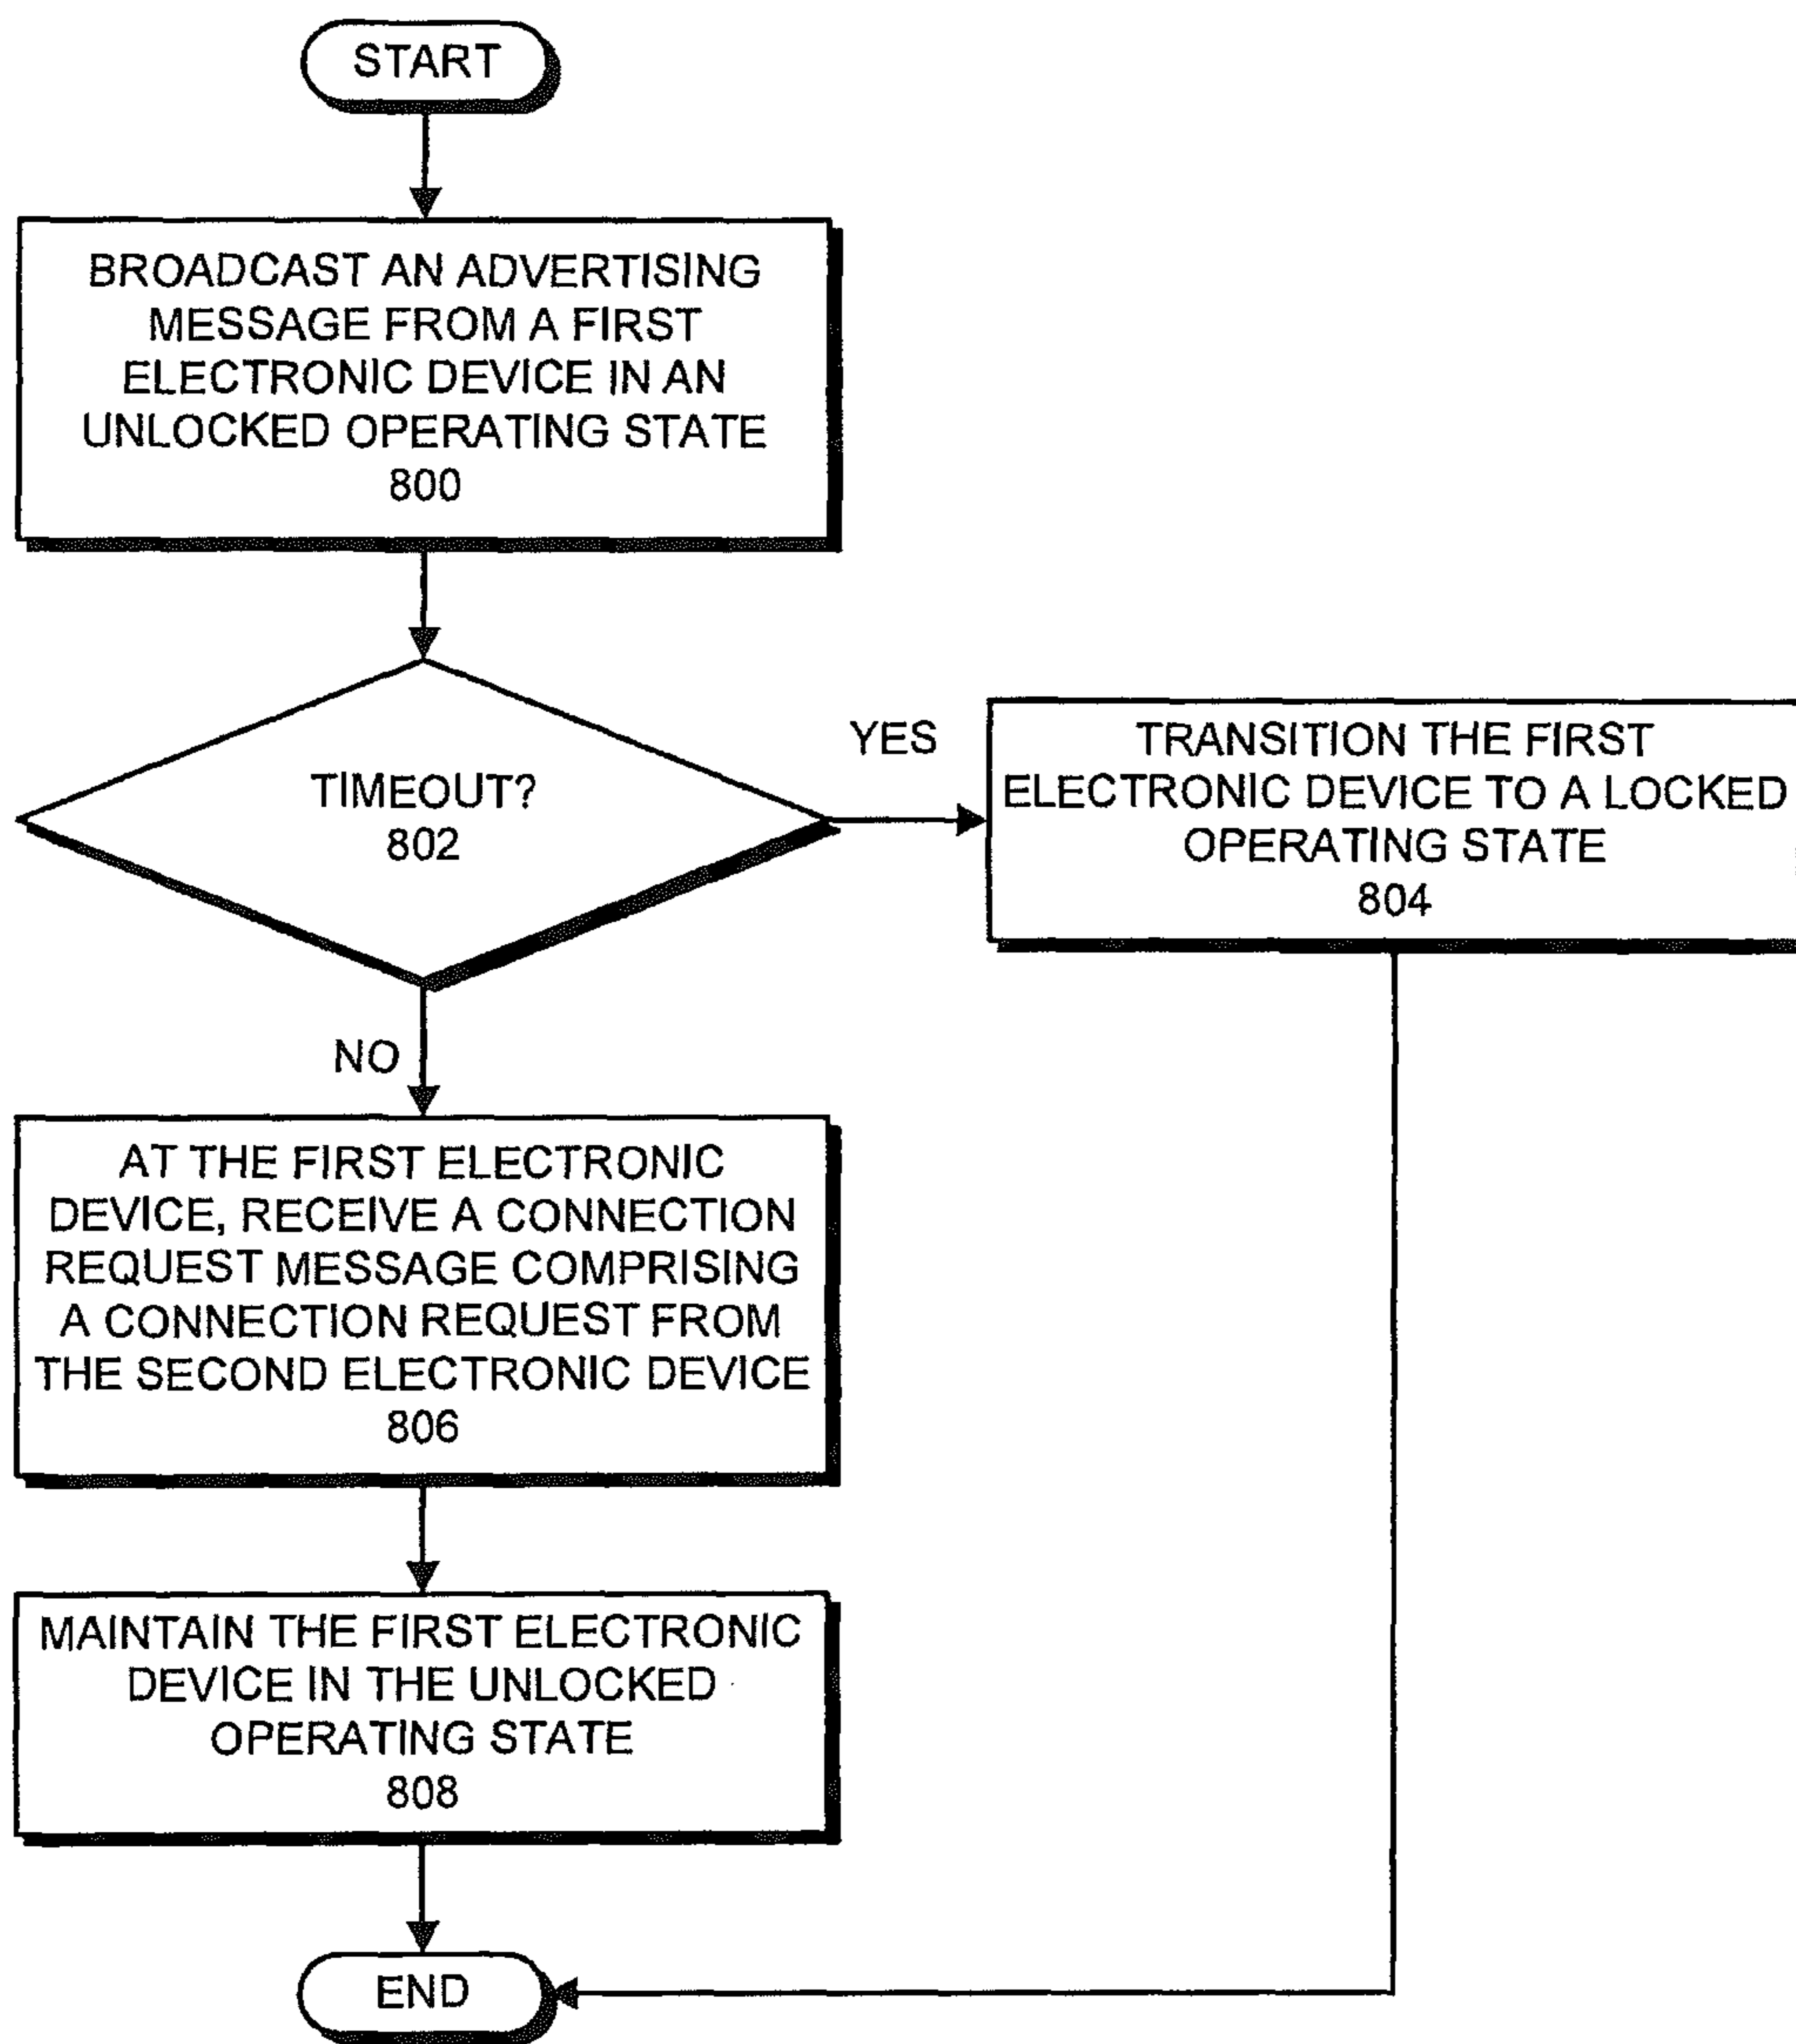 START
BROADCAST AN ADVERTISING
MESSAGE FROM A FIRST
ELECTRONIC DEVICE IN AN
UNLOCKED OPERATING STATE
800
TIMEOUT?
802
YES
TRANSITION THE FIRST
ELECTRONIC DEVICE TO A LOCKED
OPERATING STATE
804
NO
AT THE FIRST ELECTRONIC
DEVICE, RECEIVE A CONNECTION
REQUEST MESSAGE COMPRISING
A CONNECTION REQUEST FROM
THE SECOND ELECTRONIC DEVICE
806
MAINTAIN THE FIRST ELECTRONIC
DEVICE IN THE UNLOCKED
OPERATING STATE
808
END